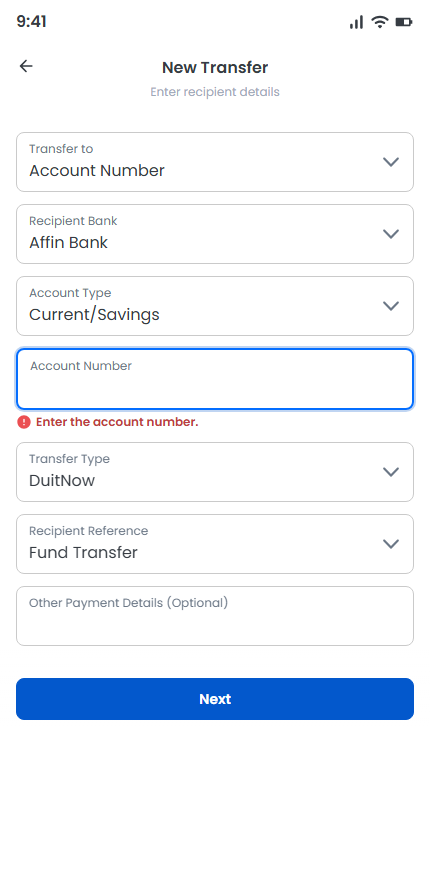 9:41
New Transfer
Enter recipient details
Transfer to
Account Number
Recipient Bank
Affin Bank
Account Type
Current/Savings
Account Number
Enter the account number.
Transfer Type
DuitNow
Recipient Reference
Fund Transfer
Other Payment Details (Optional)
Next